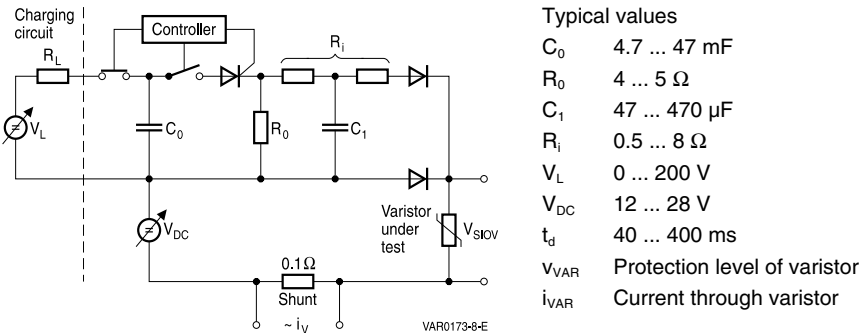 Charging
circuit
Controller
R_L
R_i
V_L
C_0
R_0
C_1
V_DC
Varistor
under
test
V_SIOV
0.1 Ω
Shunt
~ i_V
VAR0173-8-E
Typical values
C_0 4.7 ... 47 mF
R_0 4 ... 5 Ω
C_1 47 ... 470 µF
R_i 0.5 ... 8 Ω
V_L 0 ... 200 V
V_DC 12 ... 28 V
t_d 40 ... 400 ms
v_VAR Protection level of varistor
i_VAR Current through varistor